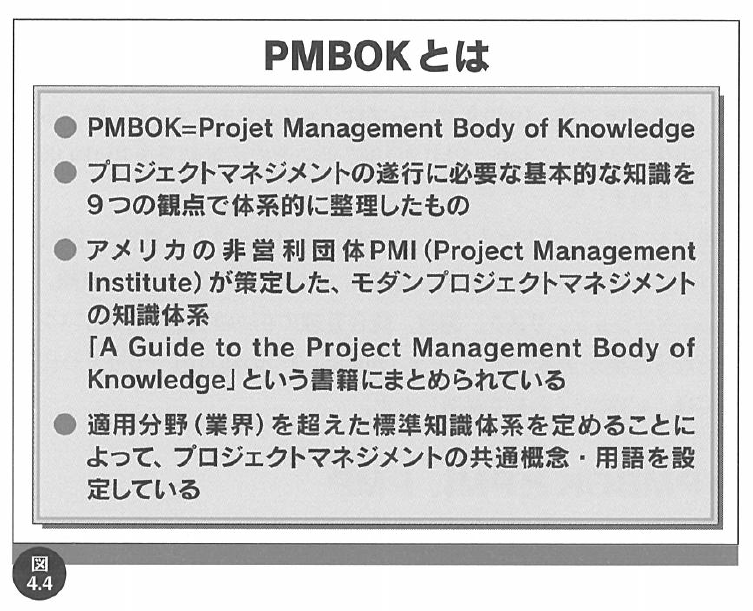 PMBOKとは
● PMBOK=Projet Management Body of Knowledge
● プロジェクトマネジメントの遂行に必要な基本的な知識を
9つの観点で体系的に整理したもの
● アメリカの非営利団体PMI(Project Management
Institute)が策定した、モダンプロジェクトマネジメント
の知識体系
「A Guide to the Project Management Body of
Knowledge」という書籍にまとめられている
● 適用分野(業界)を超えた標準知識体系を定めることに
よって、プロジェクトマネジメントの共通概念・用語を設
定している
図
4.4